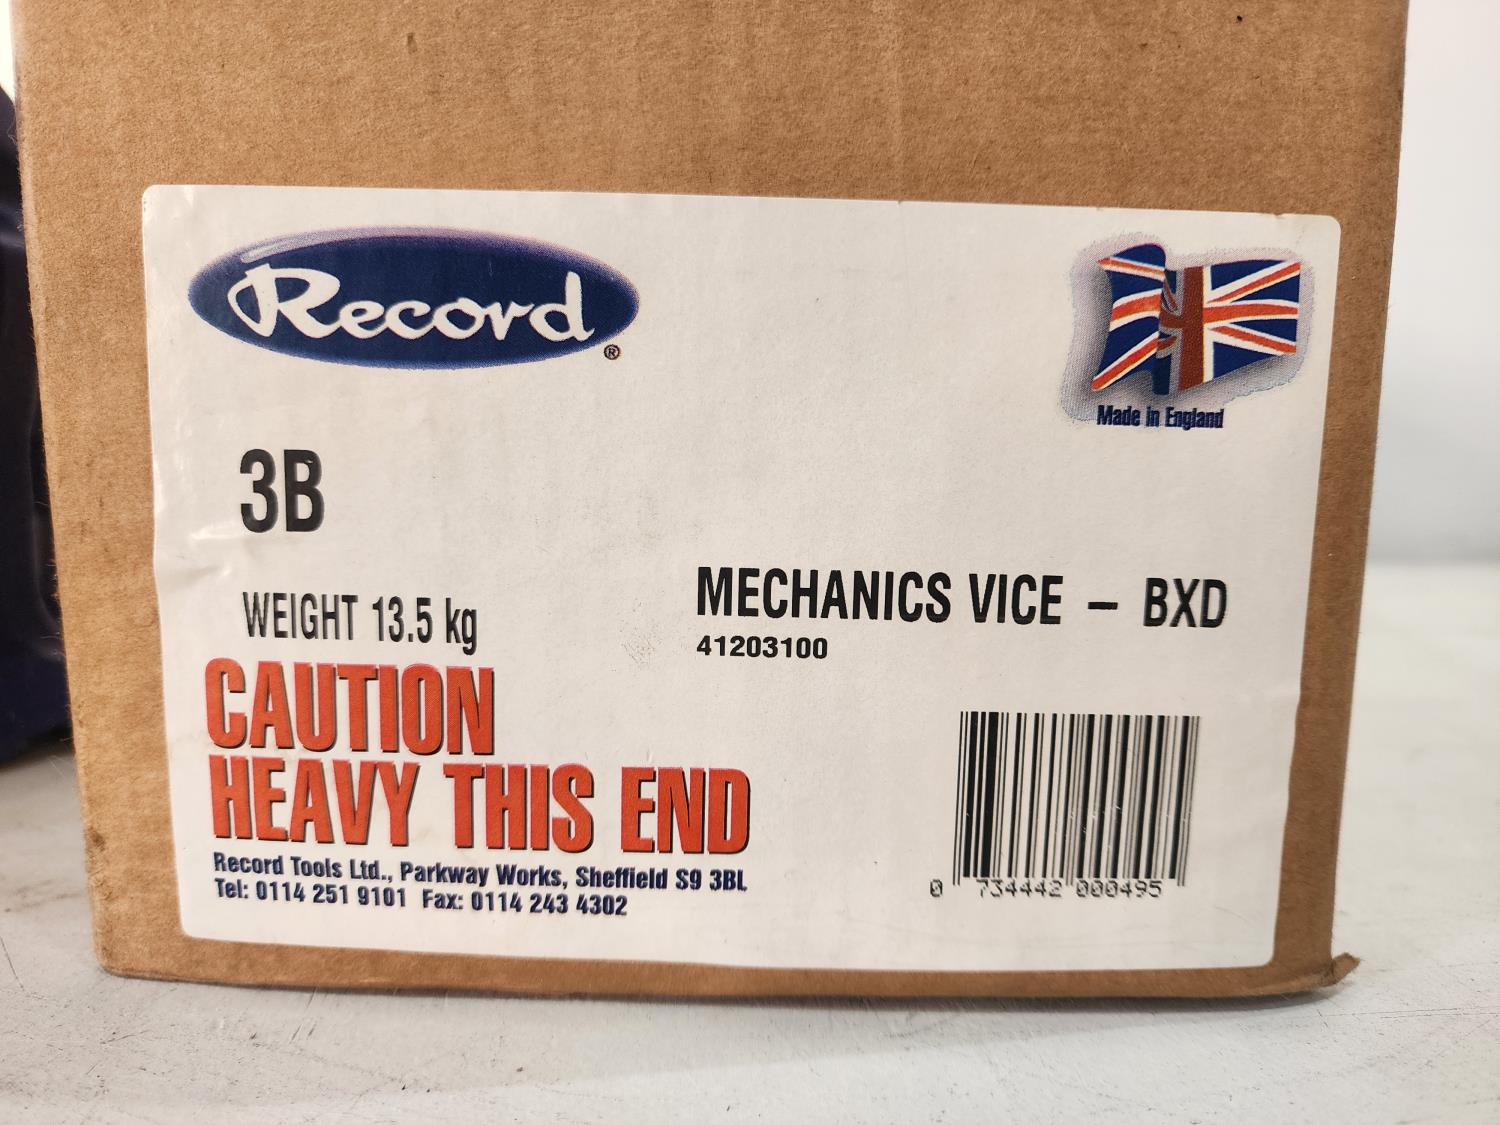 Record®
Made in England
3B
WEIGHT 13.5 kg
MECHANICS VICE – BXD
41203100
CAUTION
HEAVY THIS END
Record Tools Ltd., Parkway Works, Sheffield S9 3BL
Tel: 0114 251 9101 Fax: 0114 243 4302
0 734442 000495